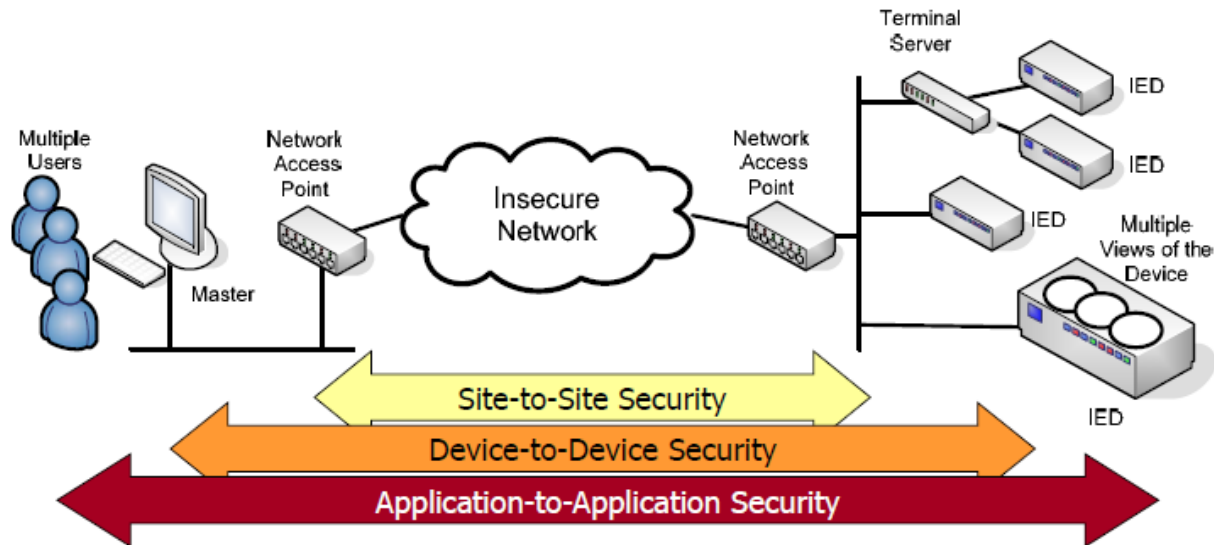 Terminal
Server
IED
Multiple
Users
Network
Access
Point
Network
Access
Point
IED
Insecure
Network
IED
Multiple
Views of the
Device
Master
Site-to-Site Security
IED
Device-to-Device Security
Application-to-Application Security